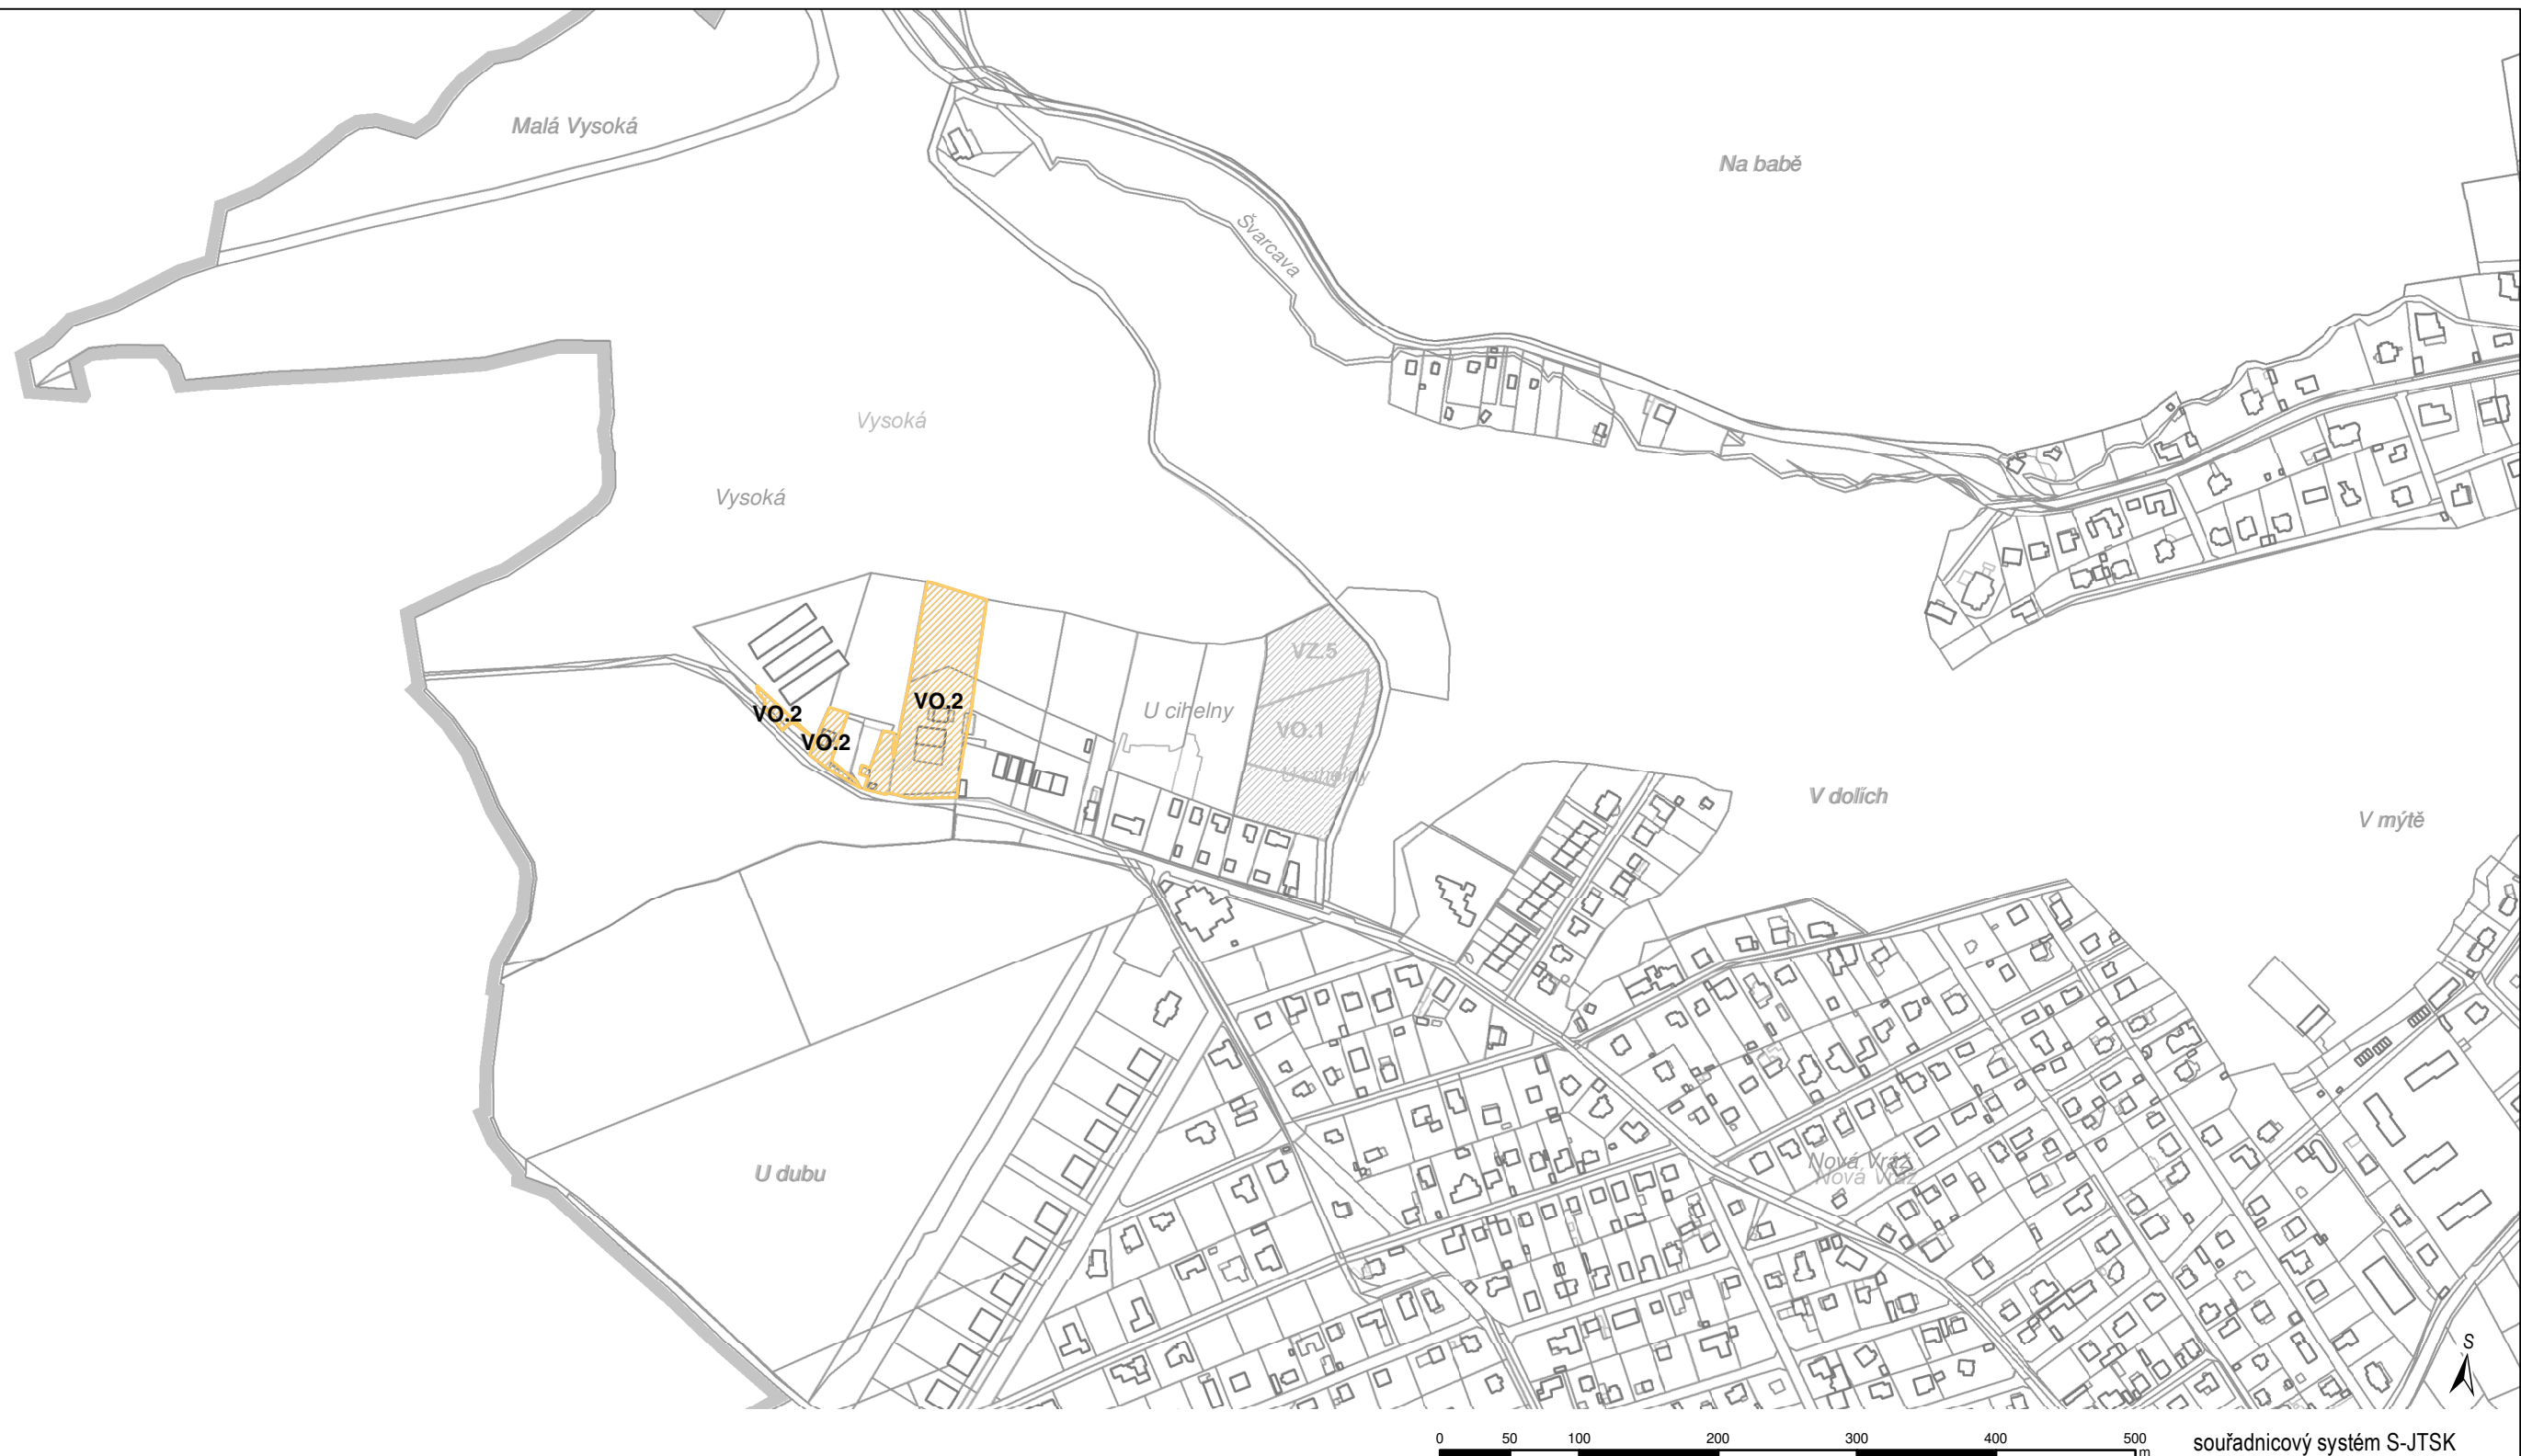 Malá Vysoká
Na babě
Švarcava
Vysoká
Vysoká
VZ.5
VO.2
U cihelny
VO.2
VO.1
VO.2
U cihelny
V dolích
V mýtě
Nová Vráž
Nová Vráž
U dubu
S
0 50 100 200 300 400 500
m
souřadnicový systém S-JTSK